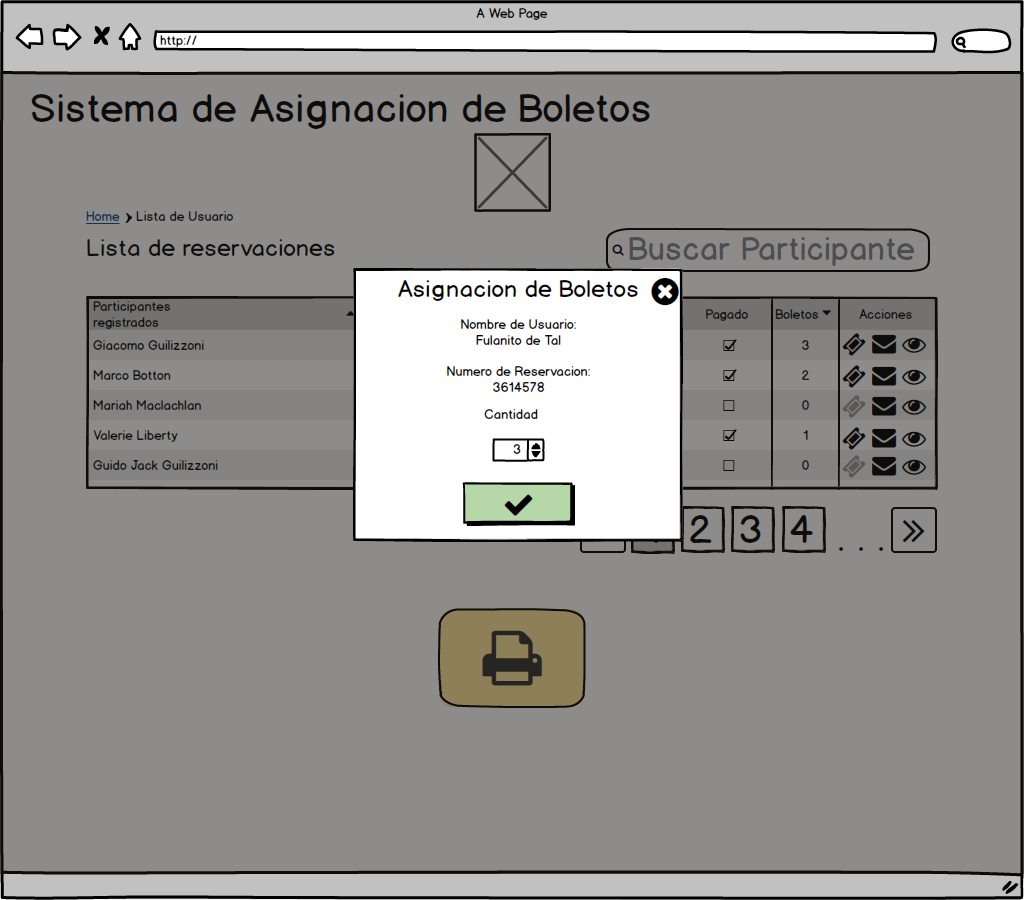 A Web Page
http://
Sistema de Asignacion de Boletos
Home Lista de Usuario
Lista de reservaciones
Buscar Participante
Asignacion de Boletos
Nombre de Usuario:
Fulanito de Tal
Numero de Reservacion:
3614578
Cantidad
3
Participantes
registrados
Pagado Boletos Acciones
Giacomo Guilizzoni 3
Marco Botton 2
Mariah Maclachlan 0
Valerie Liberty 1
Guido Jack Guilizzoni 0
2 3 4 . . .